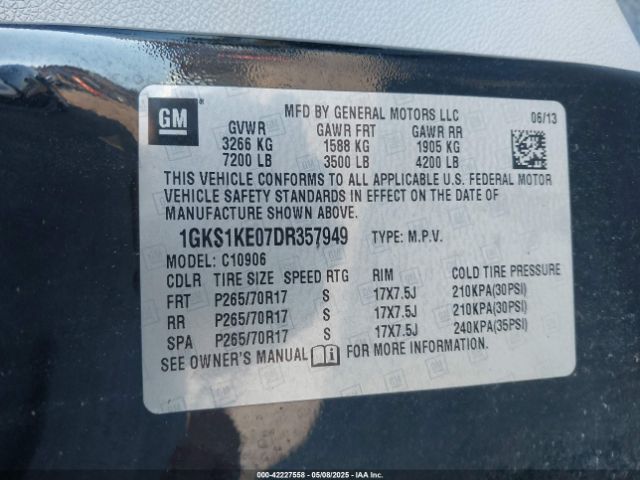 GM
MFD BY GENERAL MOTORS LLC 06/13
GVWR GAWR FRT GAWR RR
3266 KG 1588 KG 1905 KG
7200 LB 3500 LB 4200 LB
THIS VEHICLE CONFORMS TO ALL APPLICABLE U.S. FEDERAL MOTOR
VEHICLE SAFETY STANDARDS IN EFFECT ON THE DATE OF
MANUFACTURE SHOWN ABOVE.
1GKS1KE07DR357949 TYPE: M.P.V.
MODEL: C10906
CDLR TIRE SIZE SPEED RTG RIM COLD TIRE PRESSURE
FRT P265/70R17 S 17X7.5J 210KPA(30PSI)
RR P265/70R17 S 17X7.5J 210KPA(30PSI)
SPA P265/70R17 S 17X7.5J 240KPA(35PSI)
SEE OWNER'S MANUAL FOR MORE INFORMATION.
000-42227558 - 05/08/2025 - IAAI.com